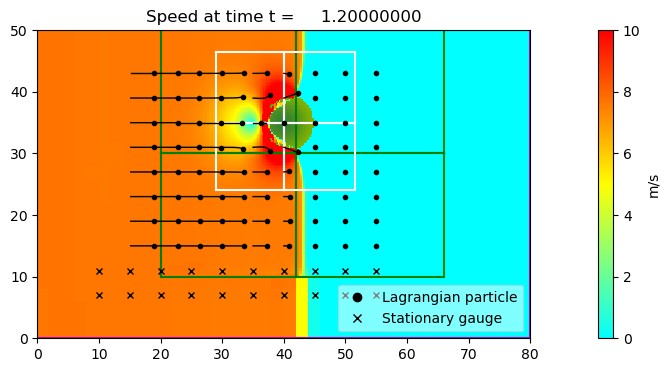 Speed at time t = 1.20000000
50
40
30
20
10
0
0 10 20 30 40 50 60 70 80
Lagrangian particle
Stationary gauge
10
8
6
4
2
0
m/s